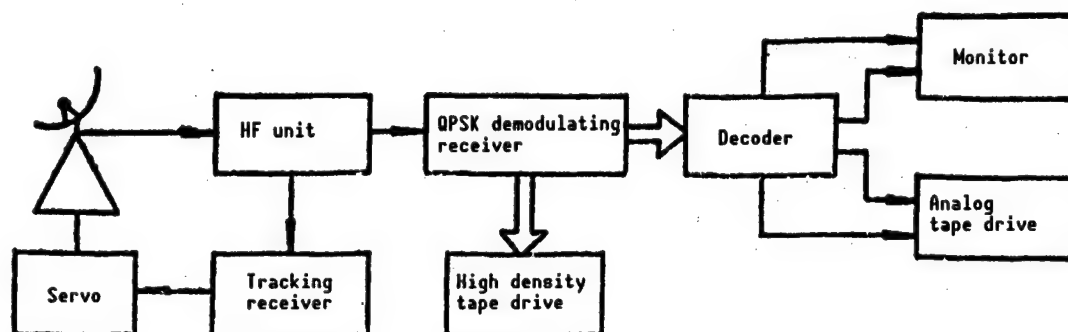 Monitor
HF unit
QPSK demodulating
receiver
Decoder
Analog
tape drive
Servo
Tracking
receiver
High density
tape drive